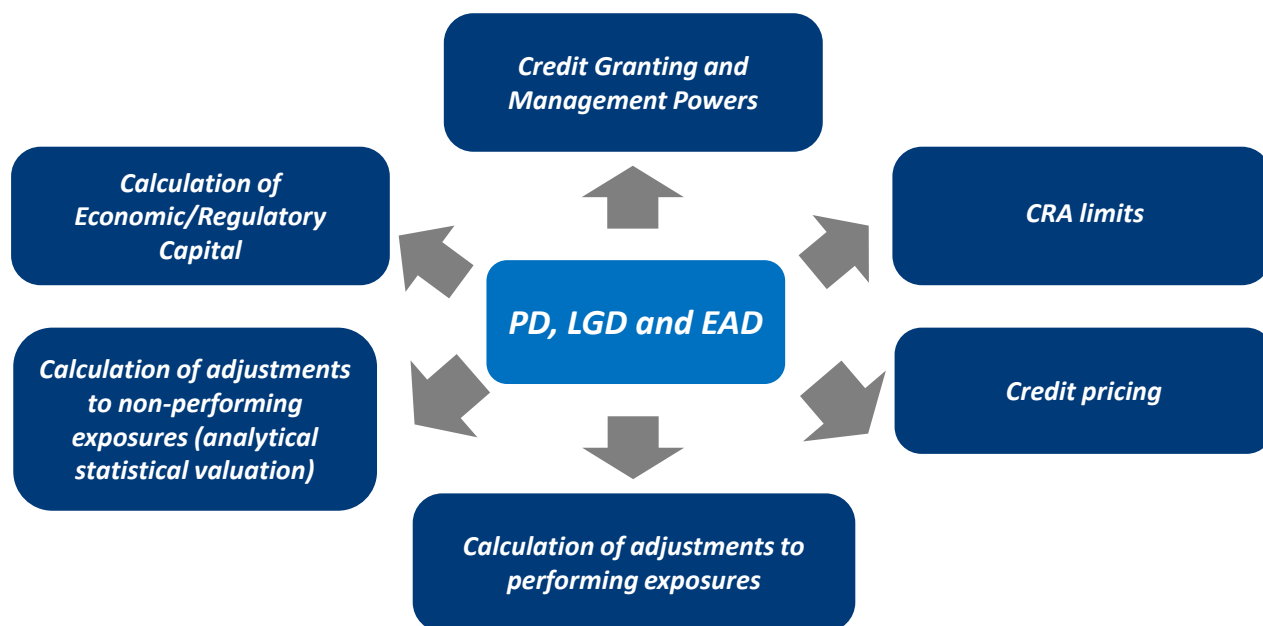 Credit Granting and
Management Powers
Calculation of
Economic/Regulatory
Capital
CRA limits
PD, LGD and EAD
Calculation of adjustments
to non-performing
exposures (analytical
statistical valuation)
Credit pricing
Calculation of adjustments to
performing exposures